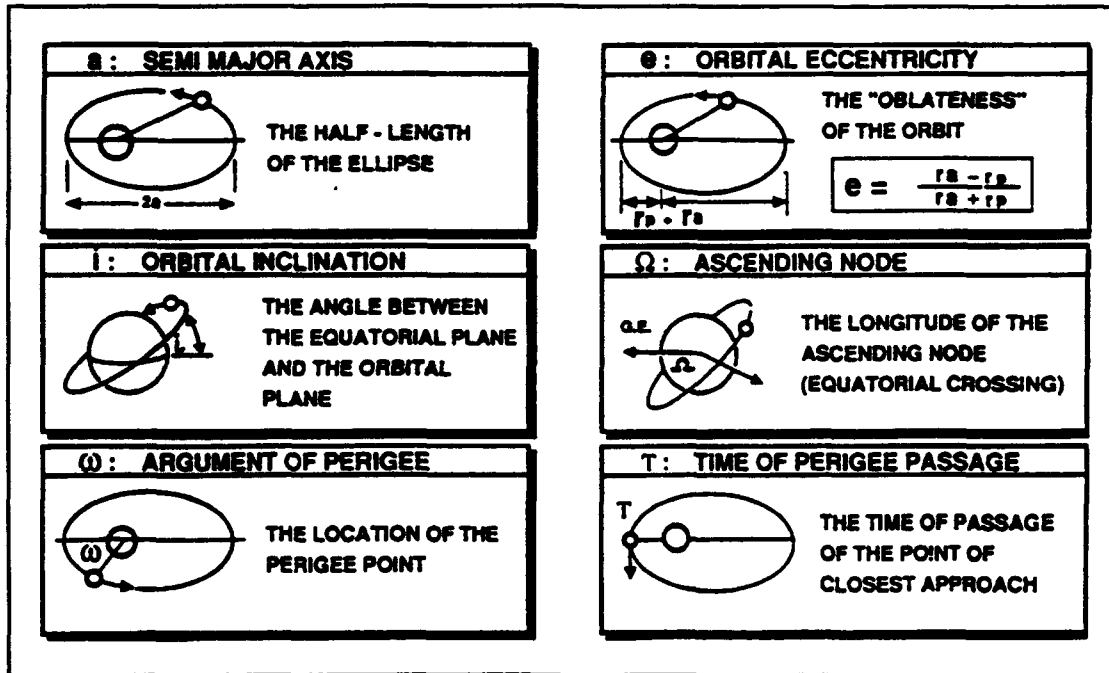 a : SEMI MAJOR AXIS
THE HALF - LENGTH
OF THE ELLIPSE
2a
e : ORBITAL ECCENTRICITY
THE "OBLATENESS"
OF THE ORBIT
e = ra - rp
ra + rp
rp - ra
i : ORBITAL INCLINATION
THE ANGLE BETWEEN
THE EQUATORIAL PLANE
AND THE ORBITAL
PLANE
i
Ω : ASCENDING NODE
G.E.
Ω
THE LONGITUDE OF THE
ASCENDING NODE
(EQUATORIAL CROSSING)
ω : ARGUMENT OF PERIGEE
ω
THE LOCATION OF THE
PERIGEE POINT
T : TIME OF PERIGEE PASSAGE
T
THE TIME OF PASSAGE
OF THE POINT OF
CLOSEST APPROACH